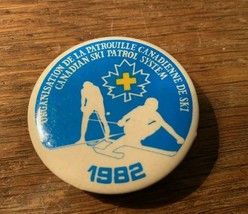 ORGANISATION DE LA PATROUILLE CANADIENNE DE SKI
CANADIAN SKI PATROL SYSTEM
1982